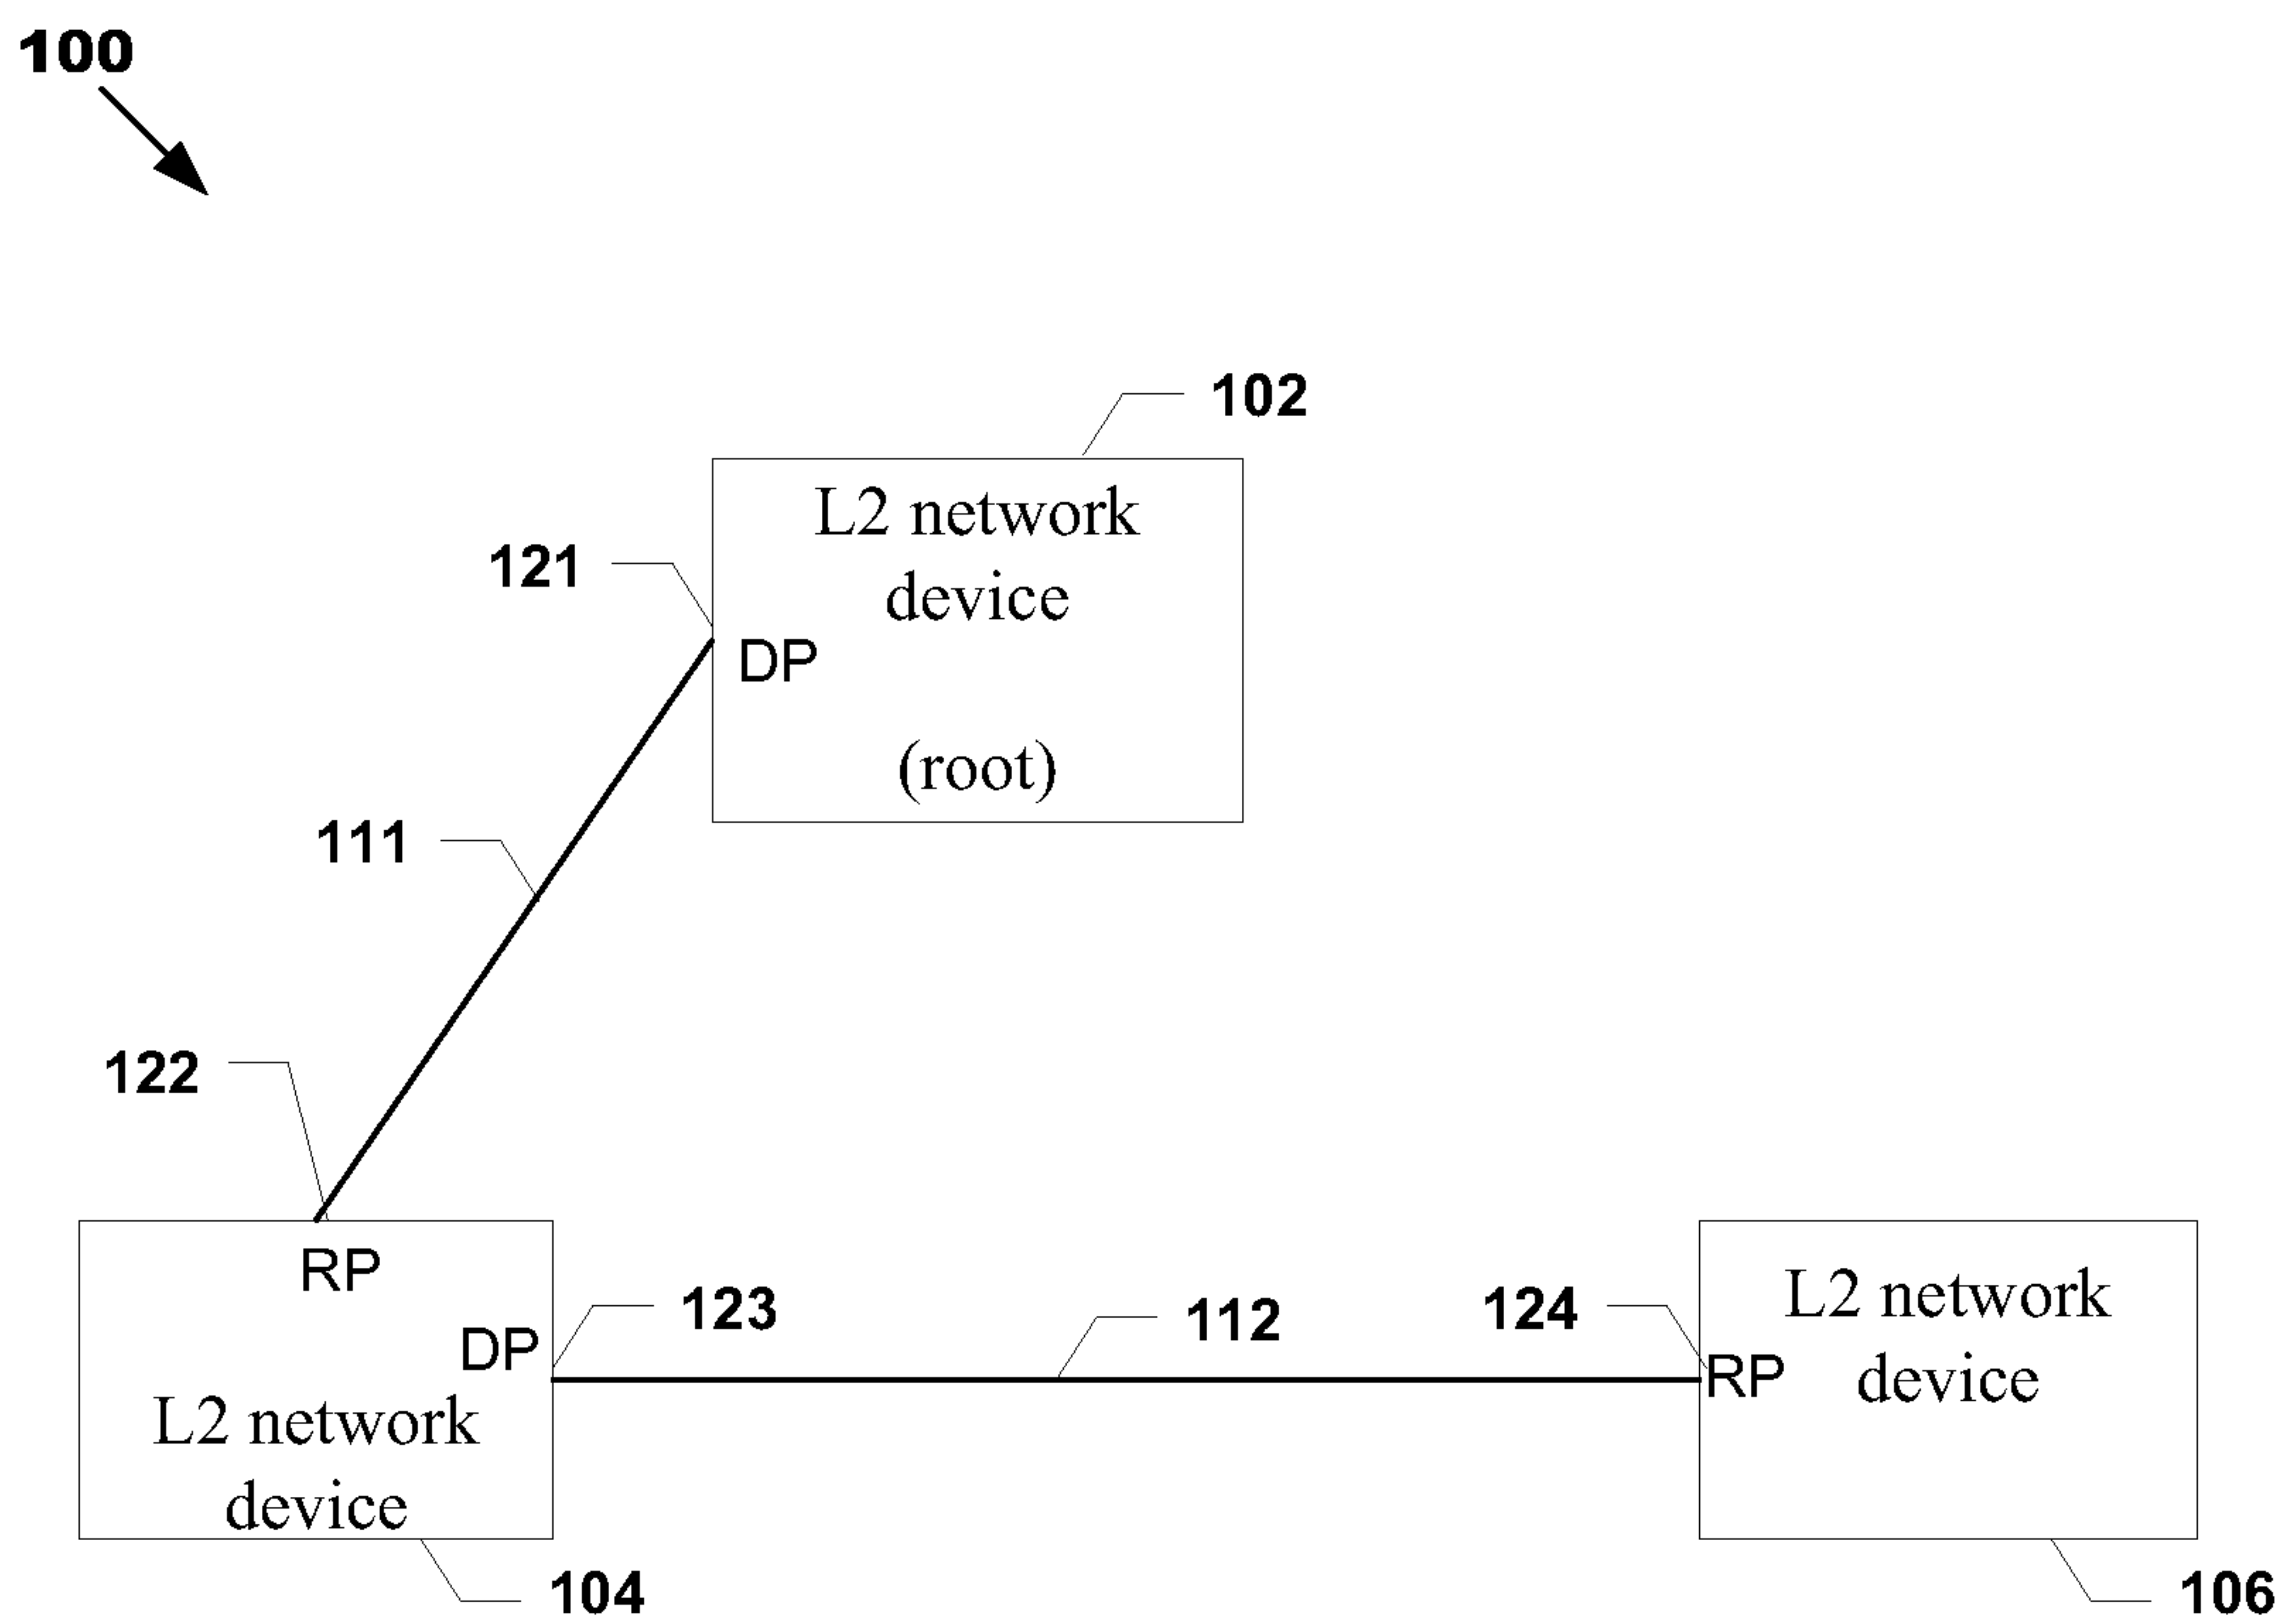 100
102
L2 network
device
121
DP
(root)
111
122
RP
123
112
124
L2 network
device
DP
RP
L2 network
device
104
106